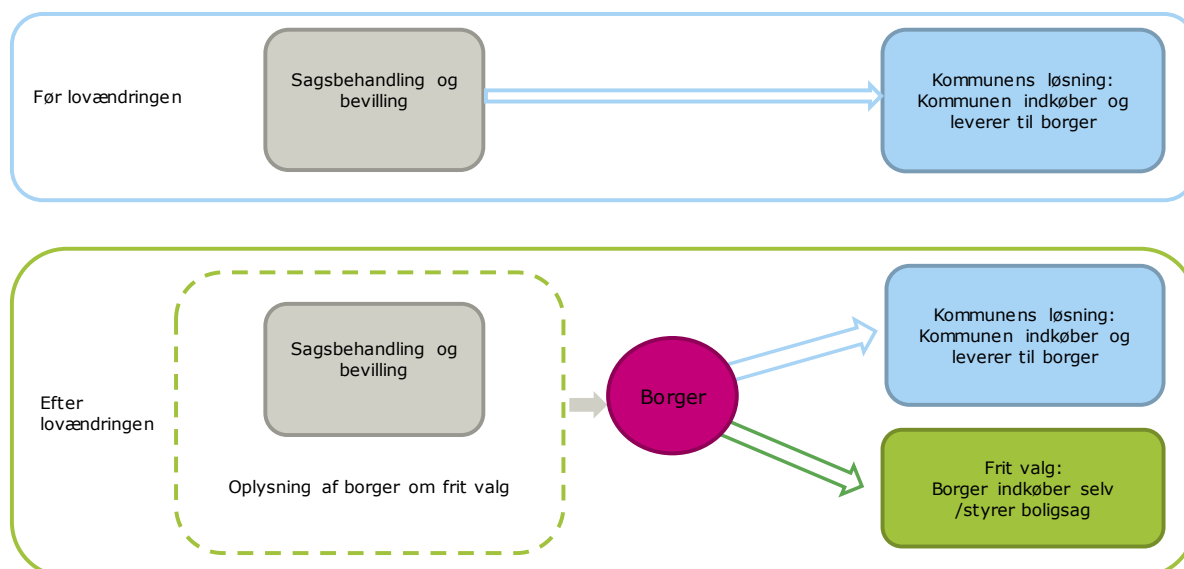 Før lovændringen
Sagsbehandling og
bevilling
Kommunens løsning:
Kommunen indkøber og
leverer til borger
Efter
lovændringen
Sagsbehandling og
bevilling
Oplysning af borger om frit valg
Borger
Kommunens løsning:
Kommunen indkøber og
leverer til borger
Frit valg:
Borger indkøber selv
/styrer boligsag